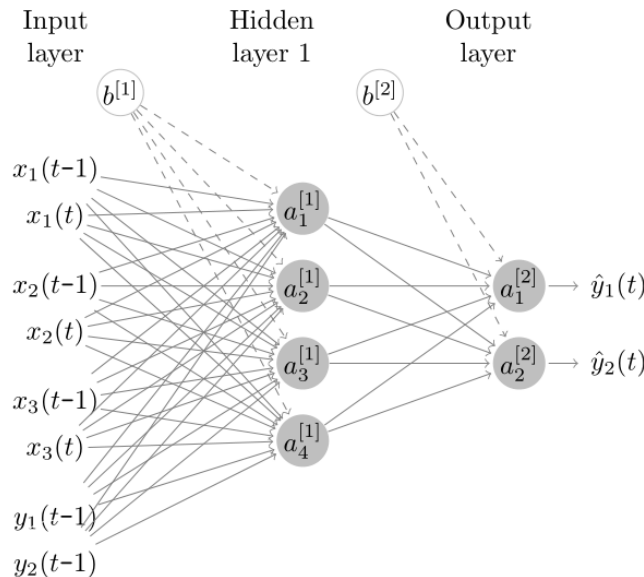 Input layer
Hidden layer 1
Output layer
b^{[1]}
b^{[2]}
x_1(t-1)
x_1(t)
x_2(t-1)
x_2(t)
x_3(t-1)
x_3(t)
y_1(t-1)
y_2(t-1)
a_1^{[1]}
a_2^{[1]}
a_3^{[1]}
a_4^{[1]}
a_1^{[2]}
a_2^{[2]}
ŷ_1(t)
ŷ_2(t)